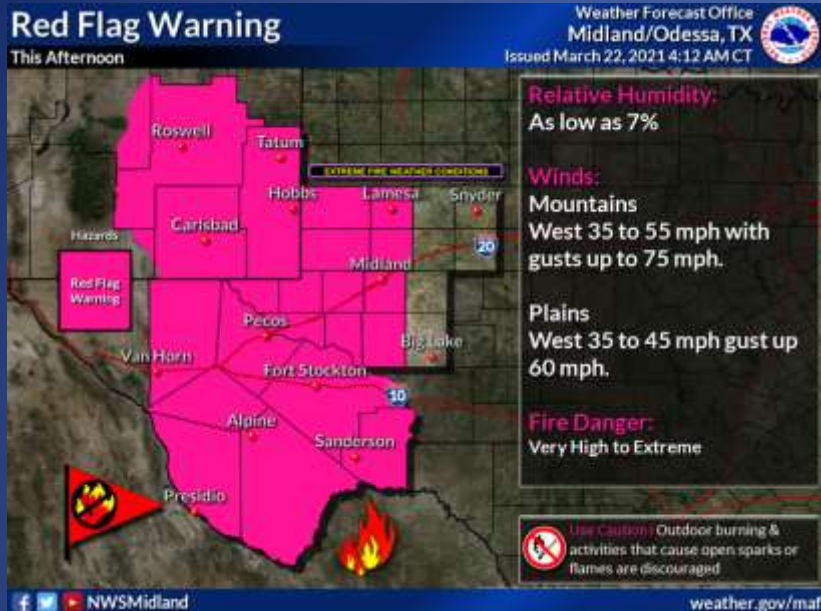 Red Flag Warning
This Afternoon
Weather Forecast Office
Midland/Odessa, TX
Issued March 22, 2021 4:12 AM CT
Roswell
Tatum
EXTREME FIRE WEATHER CONDITIONS
Hobbs
Lamesa
Snyder
Carlsbad
Hazards
20
Red Flag
Warning
Midland
Pecos
Big Lake
Van Horn
Fort Stockton
10
Alpine
Sanderson
Presidio
Relative Humidity:
As low as 7%
Winds:
Mountains
West 35 to 55 mph with
gusts up to 75 mph.
Plains
West 35 to 45 mph gust up
60 mph.
Fire Danger:
Very High to Extreme
Use Caution! Outdoor burning &
activities that cause open sparks or
flames are discouraged
NWSMidland
weather.gov/maf